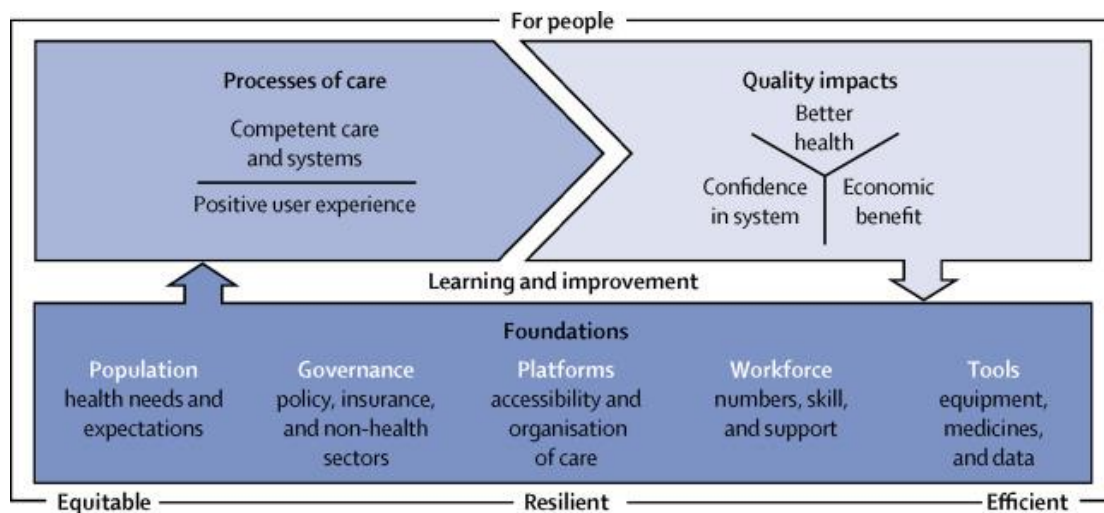 For people
Processes of care
Competent care
and systems
Positive user experience
Quality impacts
Better
health
Confidence
in system
Economic
benefit
Learning and improvement
Foundations
Population
health needs and
expectations
Governance
policy, insurance,
and non-health
sectors
Platforms
accessibility and
organisation
of care
Workforce
numbers, skill,
and support
Tools
equipment,
medicines,
and data
Equitable
Resilient
Efficient